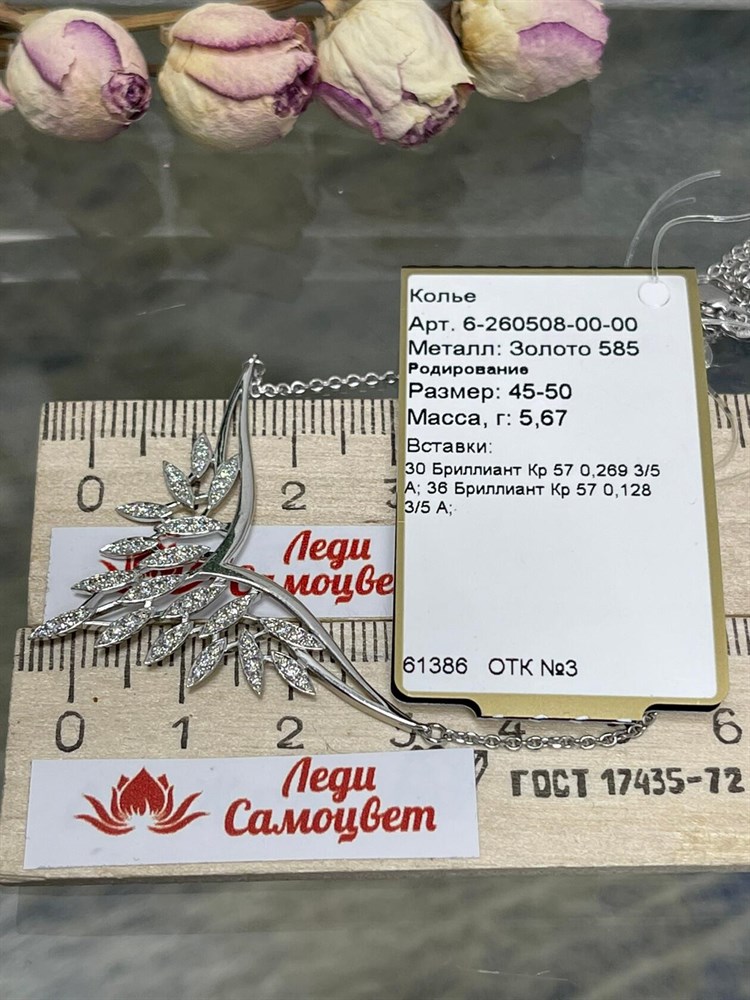 Колье
Арт. 6-260508-00-00
Металл: Золото 585
Родирование
Размер: 45-50
Масса, г: 5,67
Вставки:
30 Бриллиант Кр 57 0,269 3/5
А; 36 Бриллиант Кр 57 0,128
3/5 А;
61386 ОТК №3
0 2 3
Леди
Самоцвет
0 1 2 3 4 6
ГОСТ 17435-72
Леди
Самоцвет